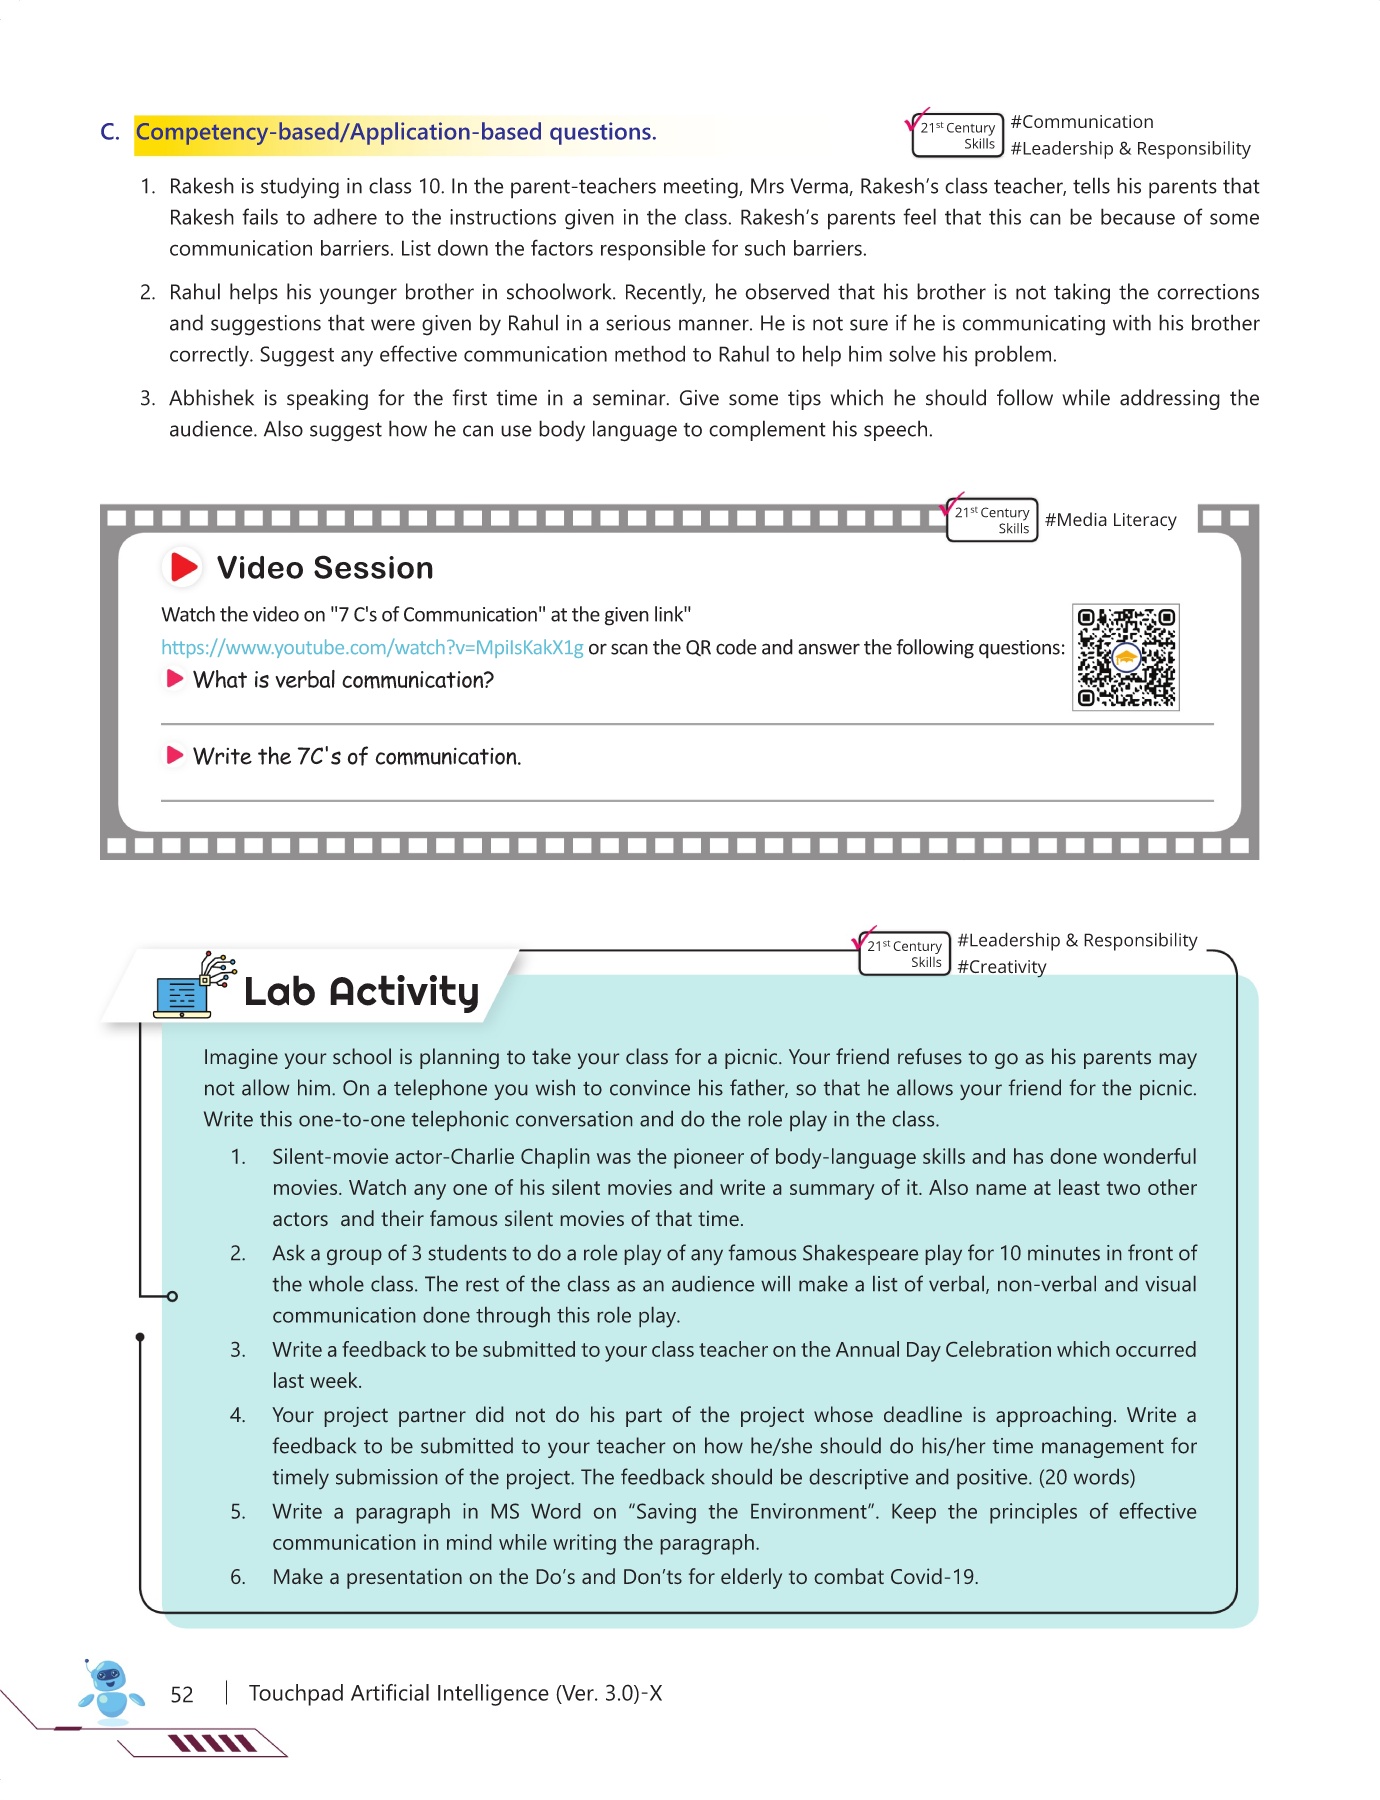 C. Competency-based/Application-based questions.
21st Century Skills
#Communication
#Leadership & Responsibility
1. Rakesh is studying in class 10. In the parent-teachers meeting, Mrs Verma, Rakesh's class teacher, tells his parents that
Rakesh fails to adhere to the instructions given in the class. Rakesh's parents feel that this can be because of some
communication barriers. List down the factors responsible for such barriers.
2. Rahul helps his younger brother in schoolwork. Recently, he observed that his brother is not taking the corrections
and suggestions that were given by Rahul in a serious manner. He is not sure if he is communicating with his brother
correctly. Suggest any effective communication method to Rahul to help him solve his problem.
3. Abhishek is speaking for the first time in a seminar. Give some tips which he should follow while addressing the
audience. Also suggest how he can use body language to complement his speech.
21st Century Skills
#Media Literacy
Video Session
Watch the video on "7 C's of Communication" at the given link"
https://www.youtube.com/watch?v=MpiIsKakX1g or scan the QR code and answer the following questions:
What is verbal communication?
Write the 7C's of communication.
21st Century Skills
#Leadership & Responsibility
#Creativity
Lab Activity
Imagine your school is planning to take your class for a picnic. Your friend refuses to go as his parents may
not allow him. On a telephone you wish to convince his father, so that he allows your friend for the picnic.
Write this one-to-one telephonic conversation and do the role play in the class.
1. Silent-movie actor-Charlie Chaplin was the pioneer of body-language skills and has done wonderful
movies. Watch any one of his silent movies and write a summary of it. Also name at least two other
actors and their famous silent movies of that time.
2. Ask a group of 3 students to do a role play of any famous Shakespeare play for 10 minutes in front of
the whole class. The rest of the class as an audience will make a list of verbal, non-verbal and visual
communication done through this role play.
3. Write a feedback to be submitted to your class teacher on the Annual Day Celebration which occurred
last week.
4. Your project partner did not do his part of the project whose deadline is approaching. Write a
feedback to be submitted to your teacher on how he/she should do his/her time management for
timely submission of the project. The feedback should be descriptive and positive. (20 words)
5. Write a paragraph in MS Word on “Saving the Environment”. Keep the principles of effective
communication in mind while writing the paragraph.
6. Make a presentation on the Do's and Don'ts for elderly to combat Covid-19.
52 | Touchpad Artificial Intelligence (Ver. 3.0)-X